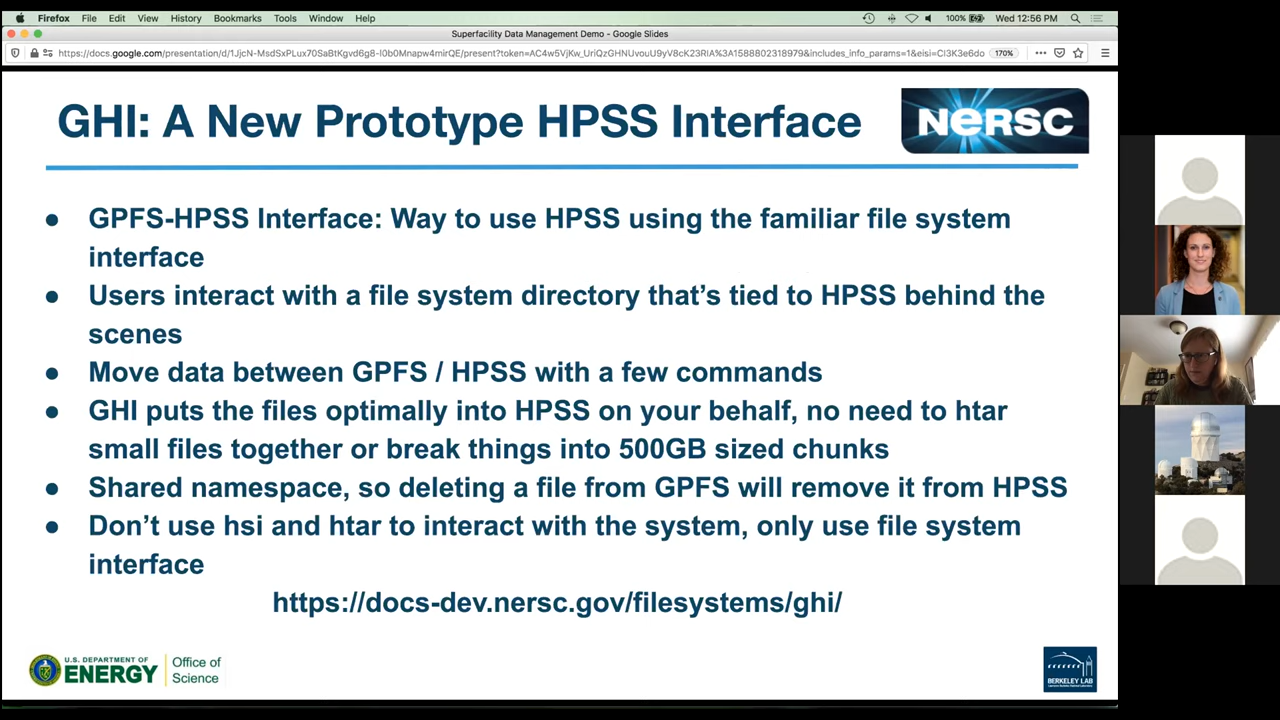 Firefox File Edit View History Bookmarks Tools Window Help 100% Wed 12:56 PM
Superfacility Data Management Demo - Google Slides
170%
GHI: A New Prototype HPSS Interface
NERSC
● GPFS-HPSS Interface: Way to use HPSS using the familiar file system
interface
● Users interact with a file system directory that’s tied to HPSS behind the
scenes
● Move data between GPFS / HPSS with a few commands
● GHI puts the files optimally into HPSS on your behalf, no need to htar
small files together or break things into 500GB sized chunks
● Shared namespace, so deleting a file from GPFS will remove it from HPSS
● Don’t use hsi and htar to interact with the system, only use file system
interface
https://docs-dev.nersc.gov/filesystems/ghi/
U.S. DEPARTMENT OF
ENERGY
Office of
Science
BERKELEY LAB